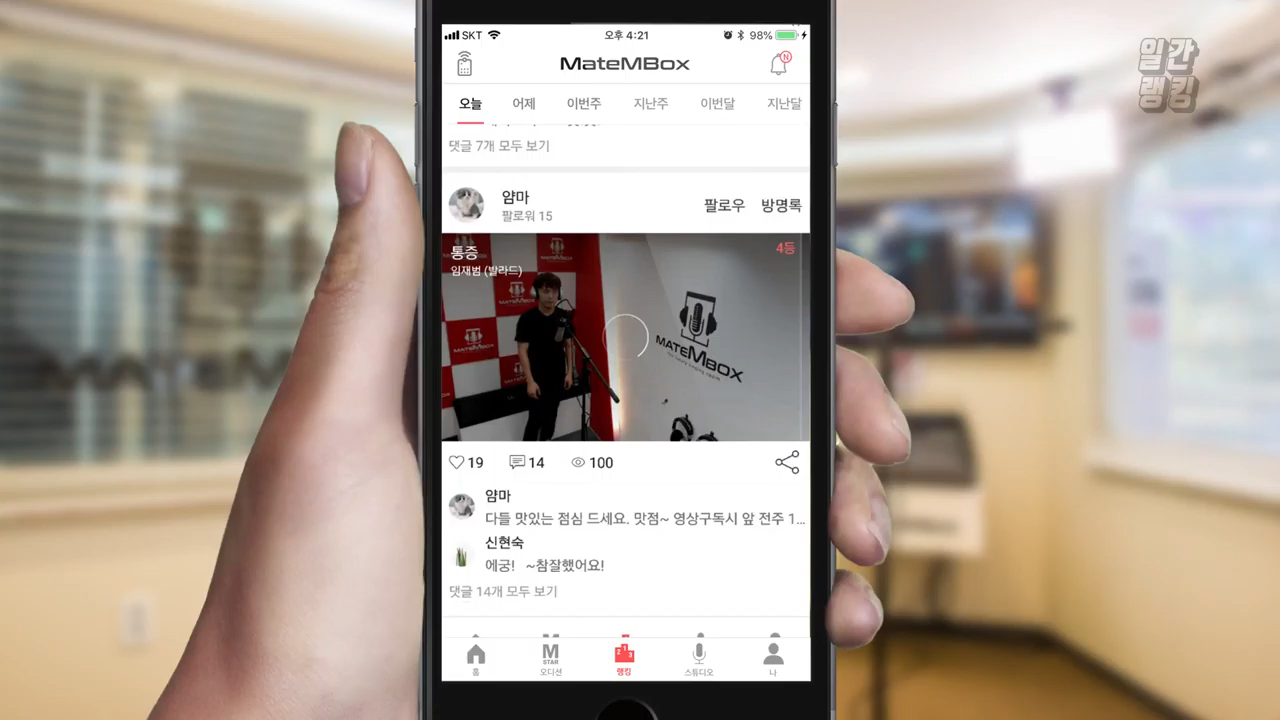 SKT 오후 4:21 98%
MateMBox N
오늘 어제 이번주 지난주 이번달 지난달
댓글 7개 모두 보기
얌마
팔로워 15
팔로우 방명록
통증
임재범 (발라드)
4등
MATEMBOX
19 14 100
얌마
다들 맛있는 점심 드세요. 맛점~ 영상구독시 앞 전주 1...
신현숙
에궁! ~참잘했어요!
댓글 14개 모두 보기
홈
M STAR 오디션
랭킹
스튜디오
나
일간
랭킹